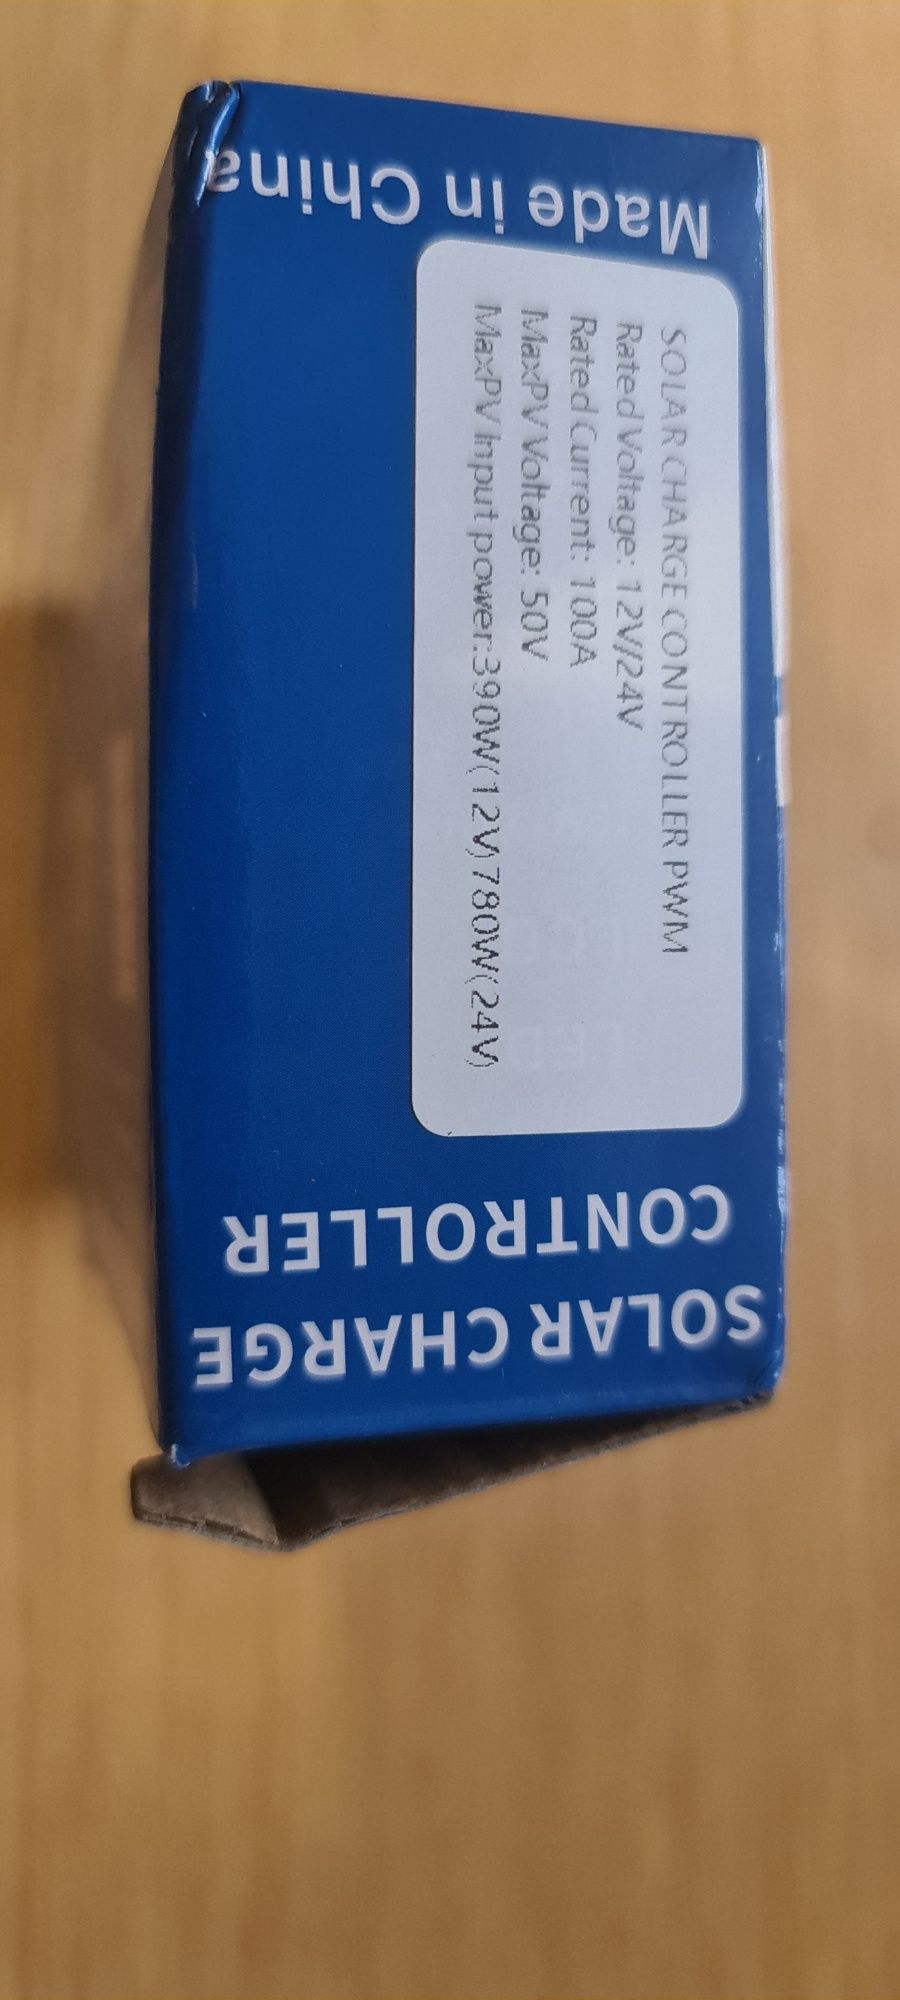 SOLAR CHARGE
CONTROLLER
SOLAR CHARGE CONTROLLER PWM
Rated Voltage: 12V/24V
Rated Current: 100A
MaxPV Voltage: 50V
MaxPV Input power:390W(12V)780W(24V)
Made in China